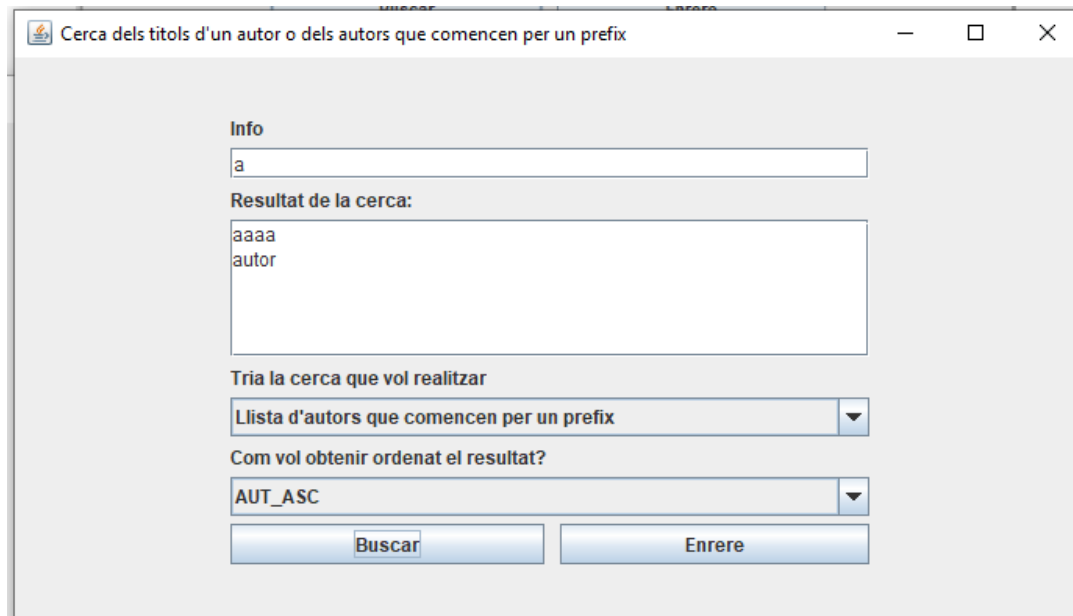 Buscar Enrere
Cerca dels titols d'un autor o dels autors que comencen per un prefix
Info
a
Resultat de la cerca:
aaaa
autor
Tria la cerca que vol realitzar
Llista d'autors que comencen per un prefix
Com vol obtenir ordenat el resultat?
AUT_ASC
Buscar Enrere